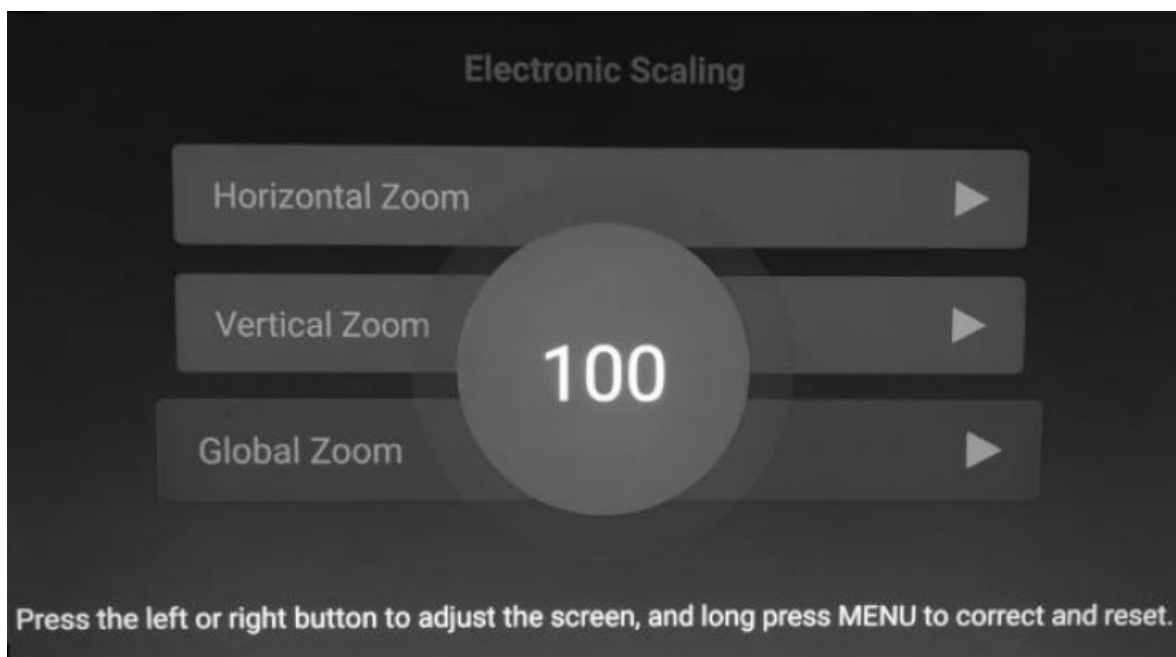 Electronic Scaling
Horizontal Zoom
Vertical Zoom
100
Global Zoom
Press the left or right button to adjust the screen, and long press MENU to correct and reset.